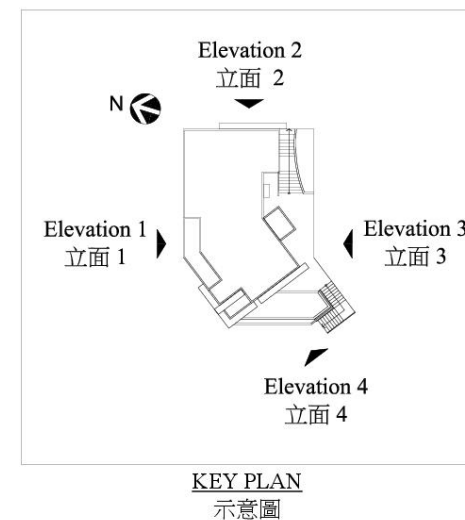 Elevation 2
立面 2
N
Elevation 1
立面 1
Elevation 3
立面 3
Elevation 4
立面 4
KEY PLAN
示意圖